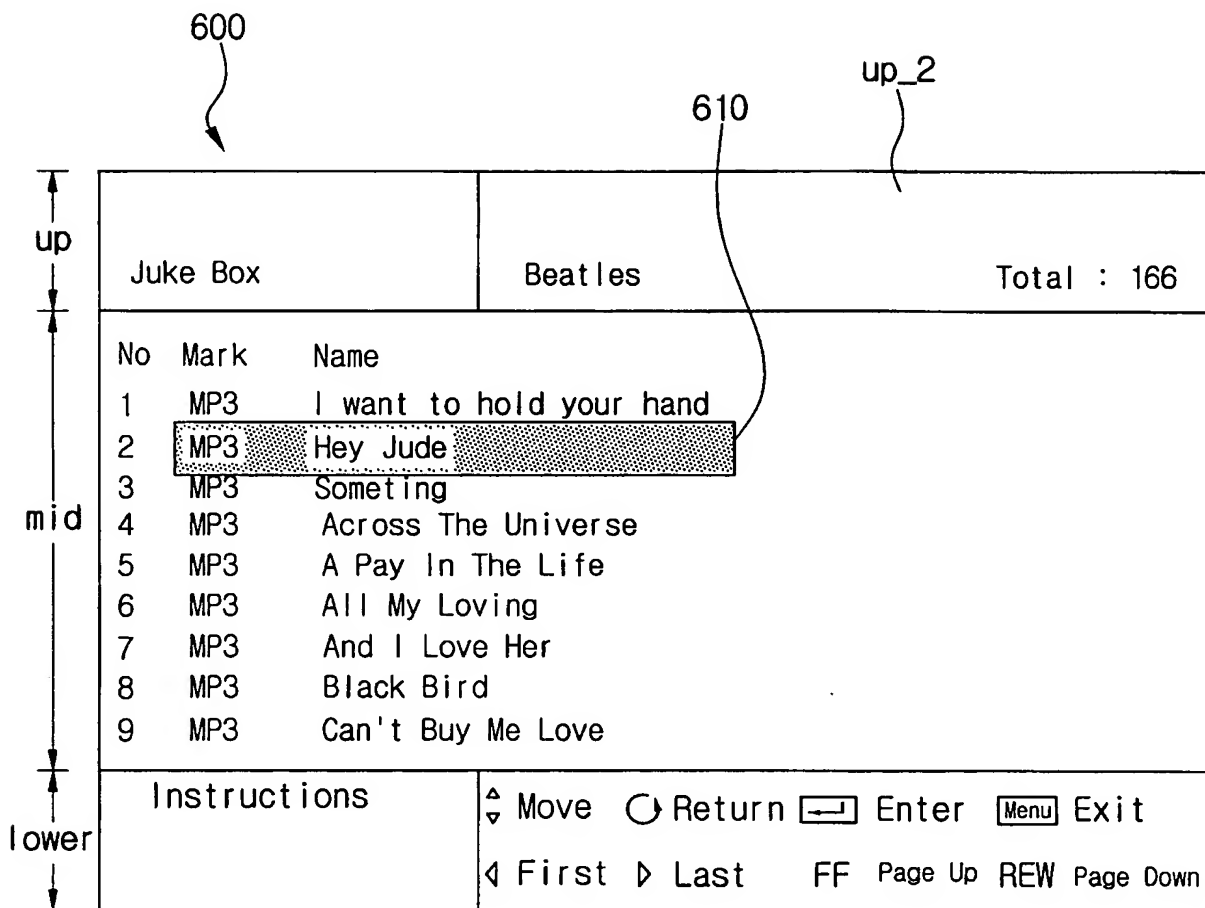 600
up_2
610
up
Juke Box
Beatles
Total : 166
No Mark Name
1 MP3 I want to hold your hand
2 MP3 Hey Jude
3 MP3 Someting
mid
4 MP3 Across The Universe
5 MP3 A Pay In The Life
6 MP3 All My Loving
7 MP3 And I Love Her
8 MP3 Black Bird
9 MP3 Can't Buy Me Love
lower
Instructions
Move Return Enter Menu Exit
First Last FF Page Up REW Page Down